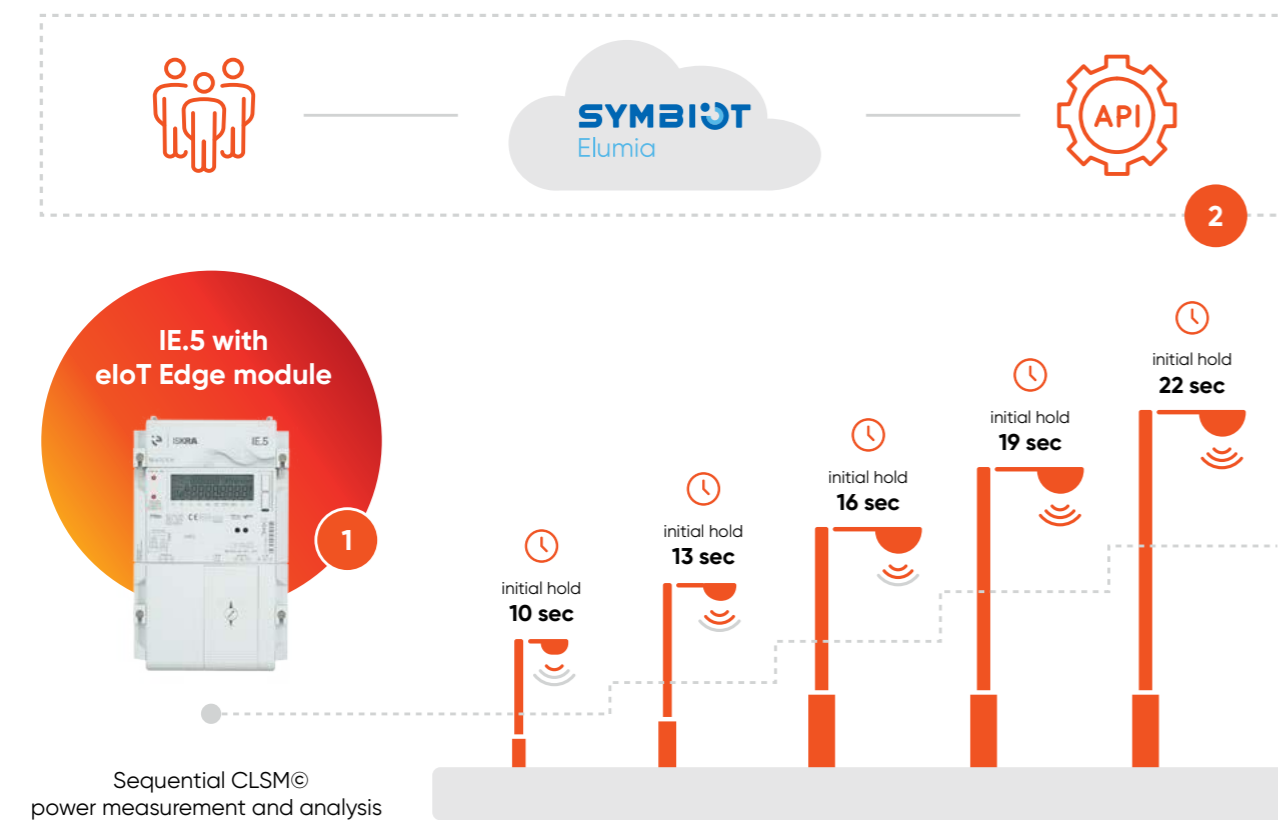 SYMBIOT
Elumia
API
2
IE.5 with
eIoT Edge module
ISKRA
IE.5
1
initial hold
10 sec
initial hold
13 sec
initial hold
16 sec
initial hold
19 sec
initial hold
22 sec
Sequential CLSM©
power measurement and analysis